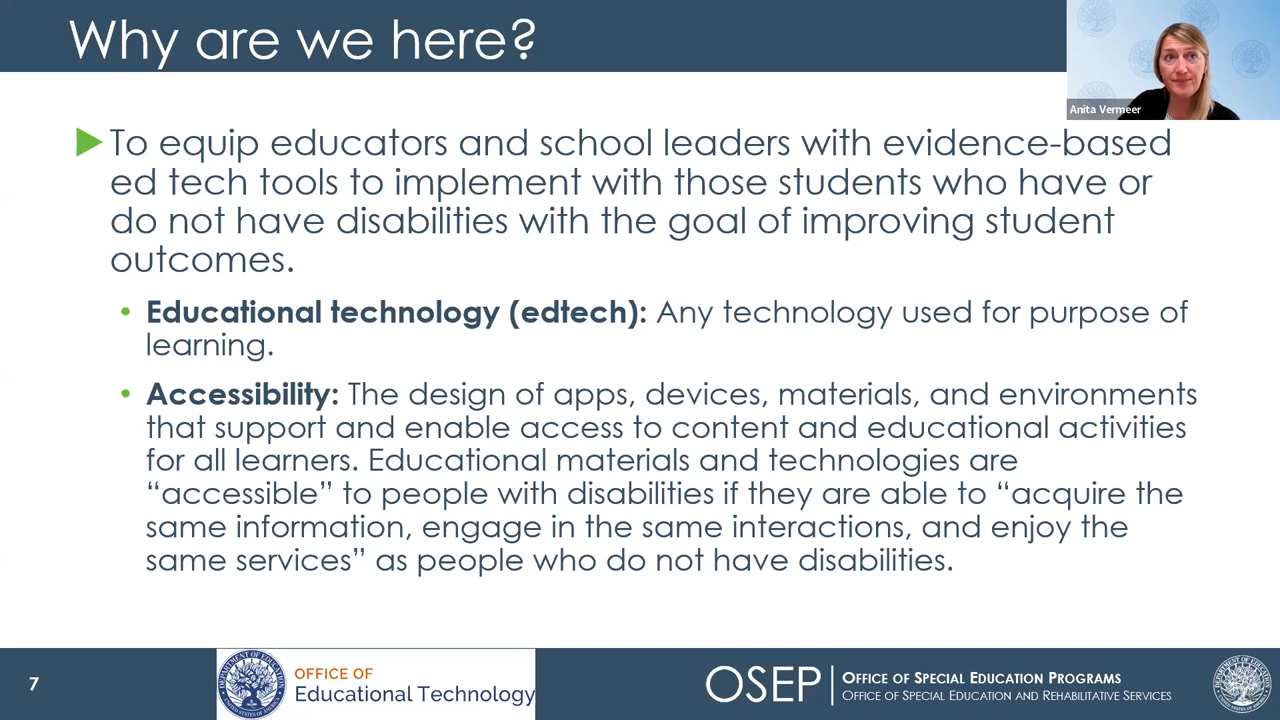 Why are we here?
Anita Vermeer
To equip educators and school leaders with evidence-based
ed tech tools to implement with those students who have or
do not have disabilities with the goal of improving student
outcomes.
Educational technology (edtech): Any technology used for purpose of
learning.
Accessibility: The design of apps, devices, materials, and environments
that support and enable access to content and educational activities
for all learners. Educational materials and technologies are
“accessible” to people with disabilities if they are able to “acquire the
same information, engage in the same interactions, and enjoy the
same services” as people who do not have disabilities.
7
OFFICE OF
Educational Technology
OSEP
OFFICE OF SPECIAL EDUCATION PROGRAMS
OFFICE OF SPECIAL EDUCATION AND REHABILITATIVE SERVICES